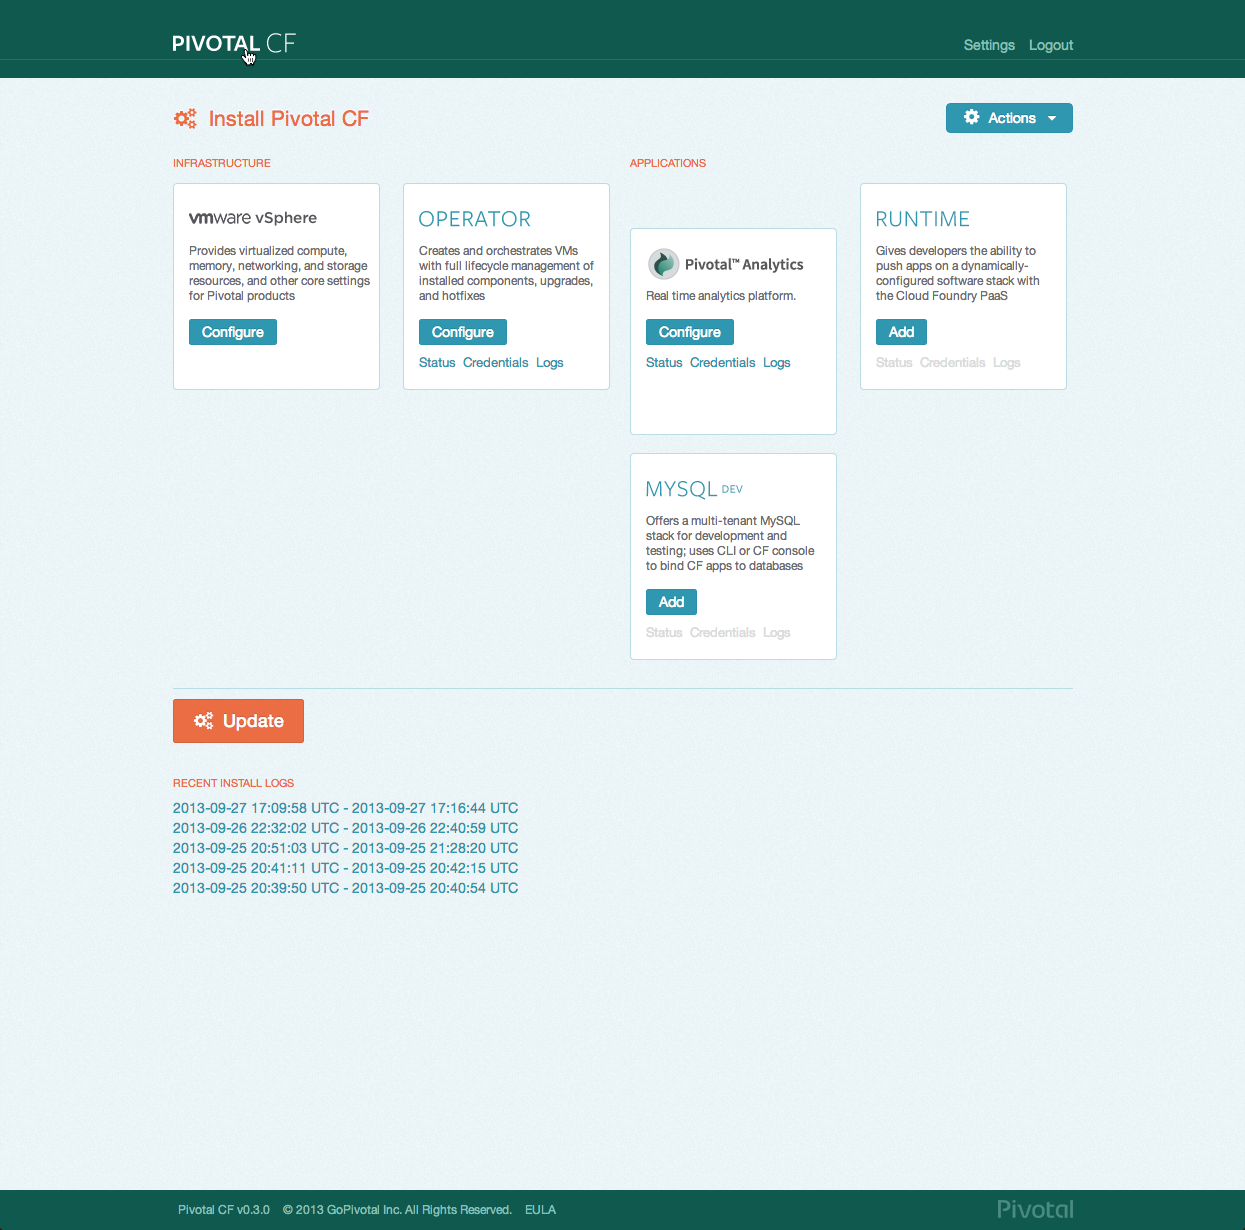 PIVOTAL CF
Settings Logout
Install Pivotal CF
Actions
INFRASTRUCTURE
APPLICATIONS
vmware vSphere
Provides virtualized compute,
memory, networking, and storage
resources, and other core settings
for Pivotal products
Configure
OPERATOR
Creates and orchestrates VMs
with full lifecycle management of
installed components, upgrades,
and hotfixes
Configure
Status Credentials Logs
Pivotal™ Analytics
Real time analytics platform.
Configure
Status Credentials Logs
RUNTIME
Gives developers the ability to
push apps on a dynamically-
configured software stack with
the Cloud Foundry PaaS
Add
Status Credentials Logs
MYSQL DEV
Offers a multi-tenant MySQL
stack for development and
testing; uses CLI or CF console
to bind CF apps to databases
Add
Status Credentials Logs
Update
RECENT INSTALL LOGS
2013-09-27 17:09:58 UTC - 2013-09-27 17:16:44 UTC
2013-09-26 22:32:02 UTC - 2013-09-26 22:40:59 UTC
2013-09-25 20:51:03 UTC - 2013-09-25 21:28:20 UTC
2013-09-25 20:41:11 UTC - 2013-09-25 20:42:15 UTC
2013-09-25 20:39:50 UTC - 2013-09-25 20:40:54 UTC
Pivotal CF v0.3.0 © 2013 GoPivotal Inc. All Rights Reserved. EULA
Pivotal